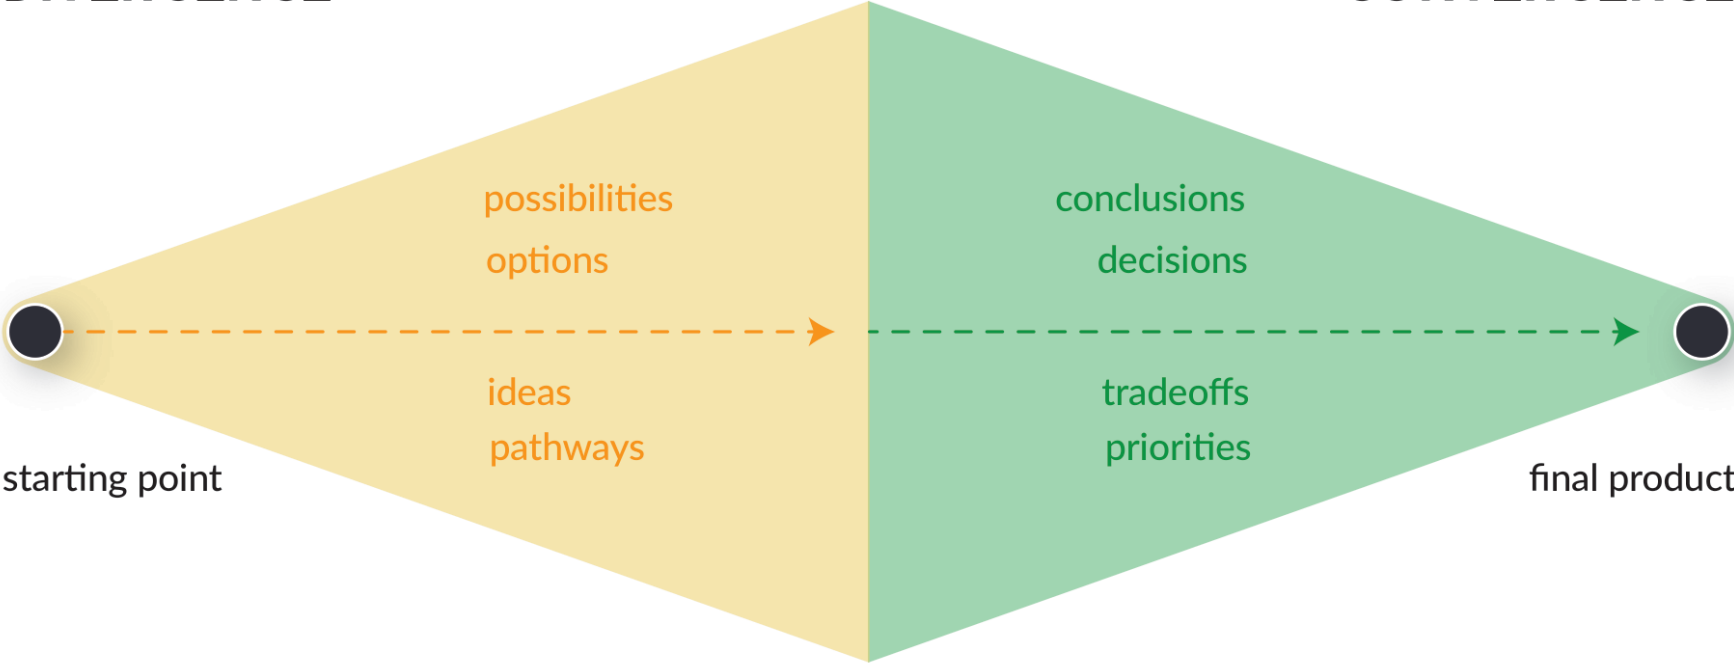 possibilities
options
ideas
pathways
starting point
conclusions
decisions
tradeoffs
priorities
final product